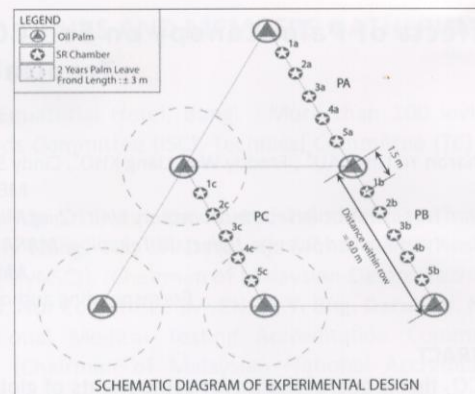 LEGEND
Oil Palm
SR Chamber
2 Years Palm Leave
Frond Length : ± 3 m
1a
2a
PA
3a
4a
5a
1.5 m
1b
1c
2b
2c
PC
PB
3b
3c
Distance within row
= 9.0 m
5b
5c
SCHEMATIC DIAGRAM OF EXPERIMENTAL DESIGN